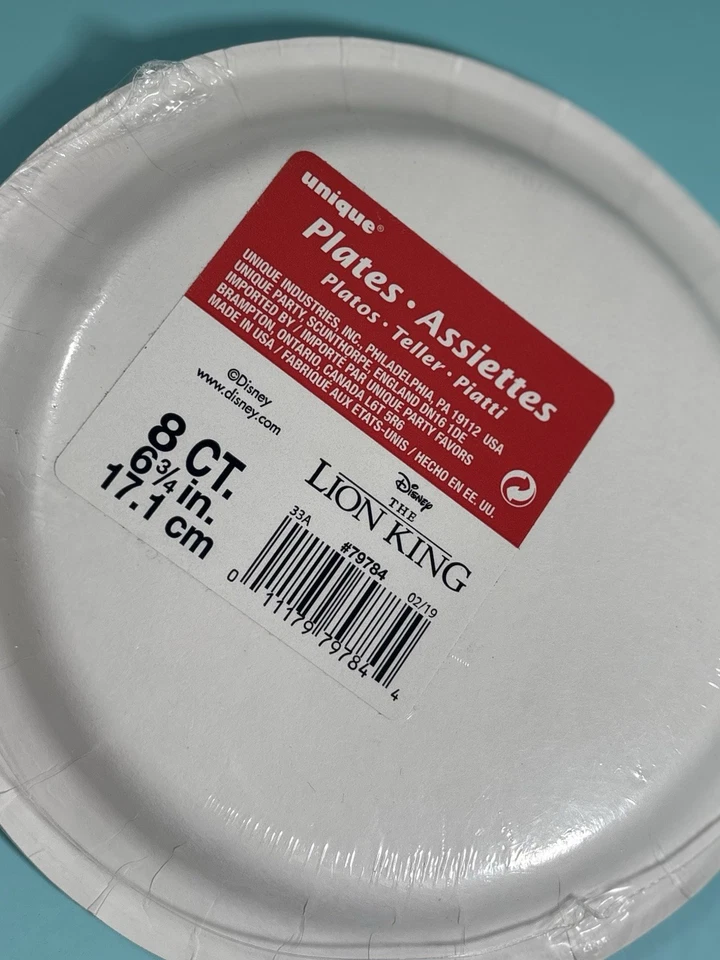 unique®
Plates • Assiettes
Platos • Teller • Piatti
UNIQUE INDUSTRIES, INC. PHILADELPHIA, PA 19112 USA
UNIQUE PARTY, SCUNTHORPE, ENGLAND DN16 1DE
IMPORTED BY / IMPORTÉ PAR UNIQUE PARTY FAVORS
BRAMPTON, ONTARIO, CANADA L6T 5R6
MADE IN USA / FABRIQUÉ AUX ETATS-UNIS / HECHO EN EE. UU.
©Disney
www.disney.com
8 CT.
6 3/4 in.
17.1 cm
Disney
THE
LION KING
33A
#79784
02/19
0 11179 79784 4